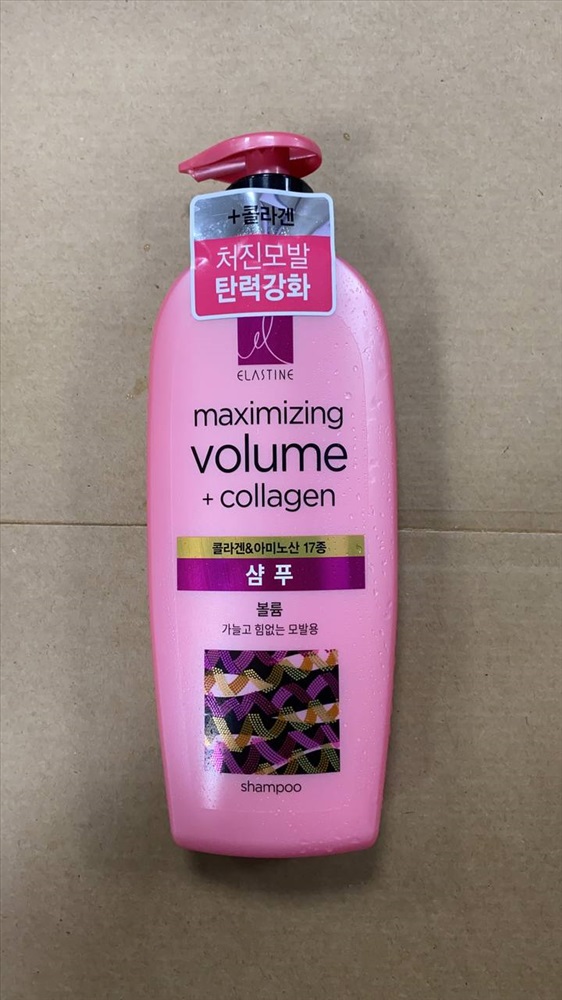 +콜라겐
처진모발
탄력강화
el
ELASTINE
maximizing
volume
+ collagen
콜라겐&아미노산 17종
샴푸
볼륨
가늘고 힘없는 모발용
shampoo